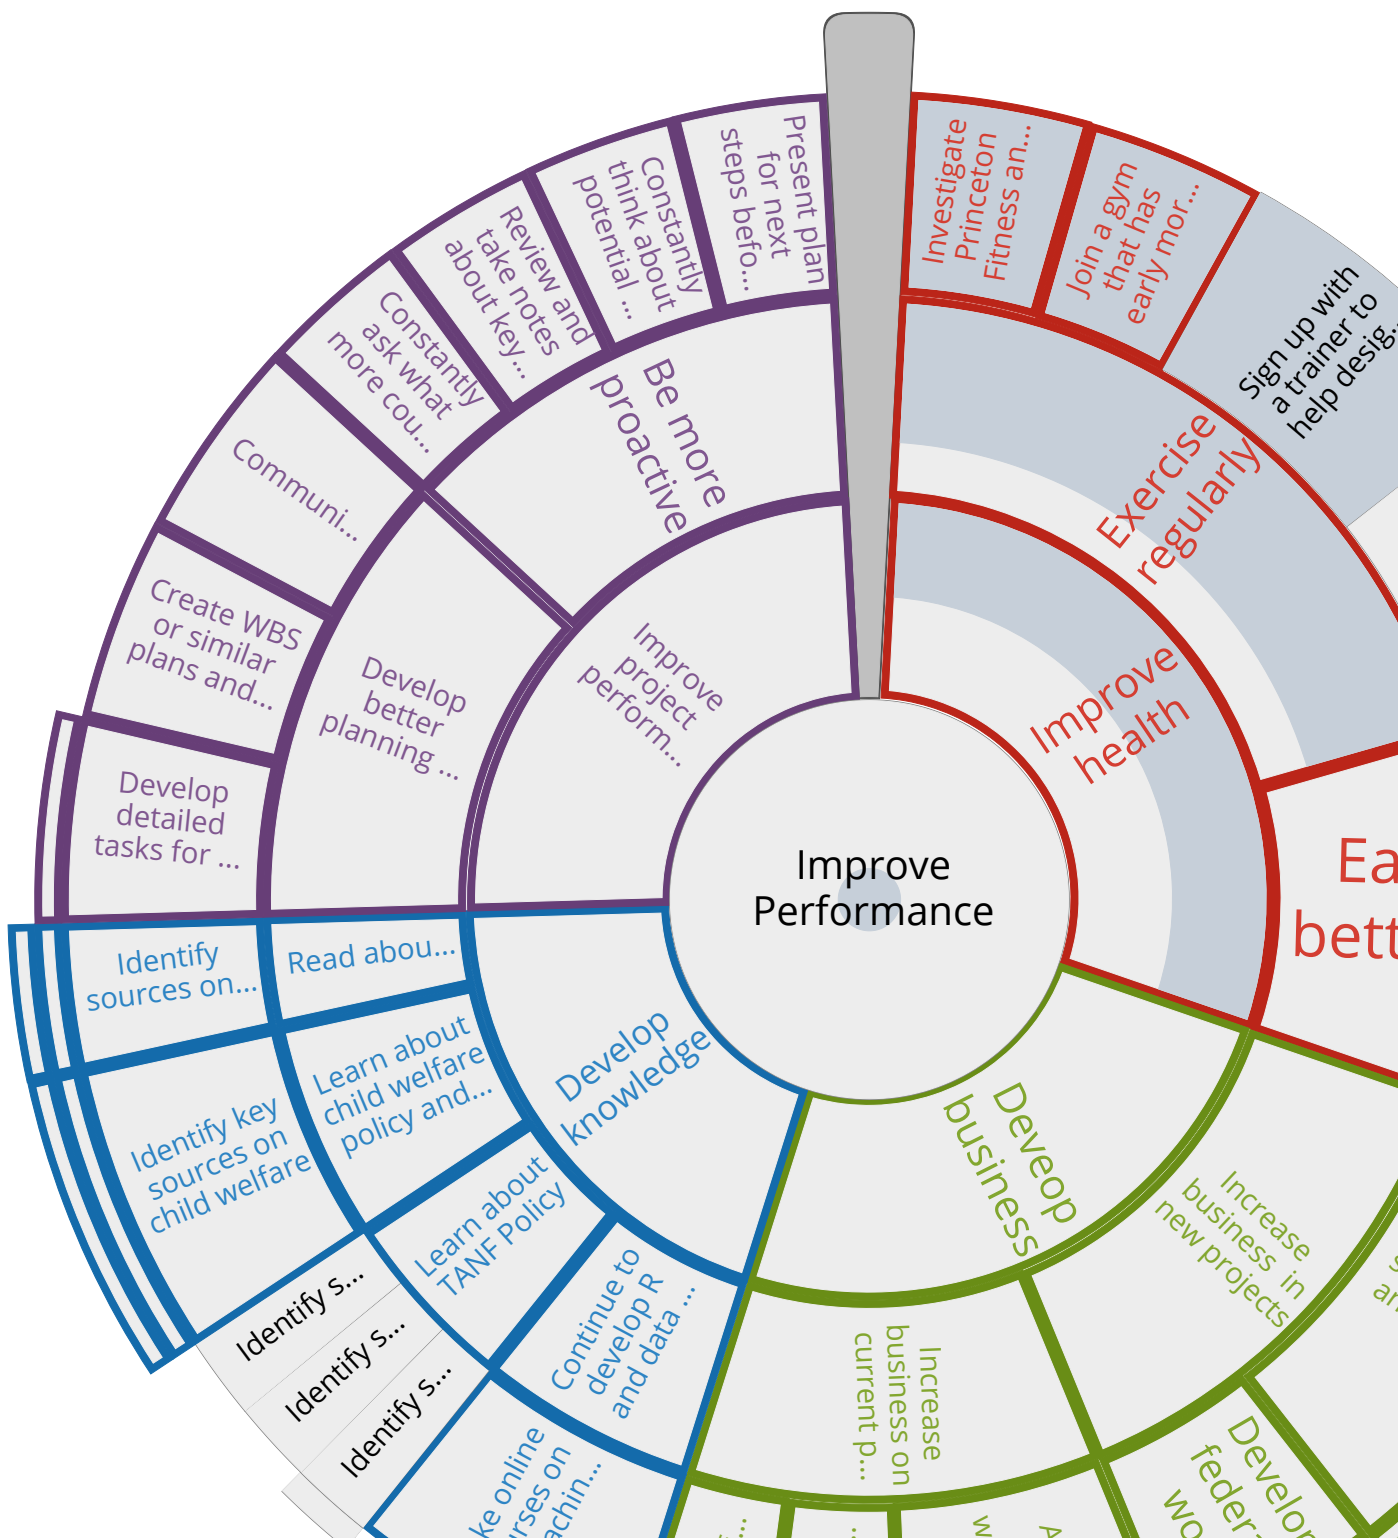 Improve
Performance
Improve
health
Exercise
regularly
Investigate
Princeton
Fitness an...
Join a gym
that has
early mor...
Sign up with
a trainer to
help desig...
Deveop
business
Increase
business in
new projects
Increase
business on
current p...
Develop
knowledge
Continue to
develop R
and data ...
Learn about
TANF Policy
Learn about
child welfare
policy and...
Read abou...
Identify s...
Identify s...
Identify s...
Identify key
sources on
child welfare
Identify
sources on...
Improve
project
perform...
Develop
better
planning ...
Be more
proactive
Develop
detailed
tasks for ...
Create WBS
or similar
plans and...
Communi...
Constantly
ask what
more cou...
Review and
take notes
about key...
Constantly
think about
potential ...
Present plan
for next
steps befo...